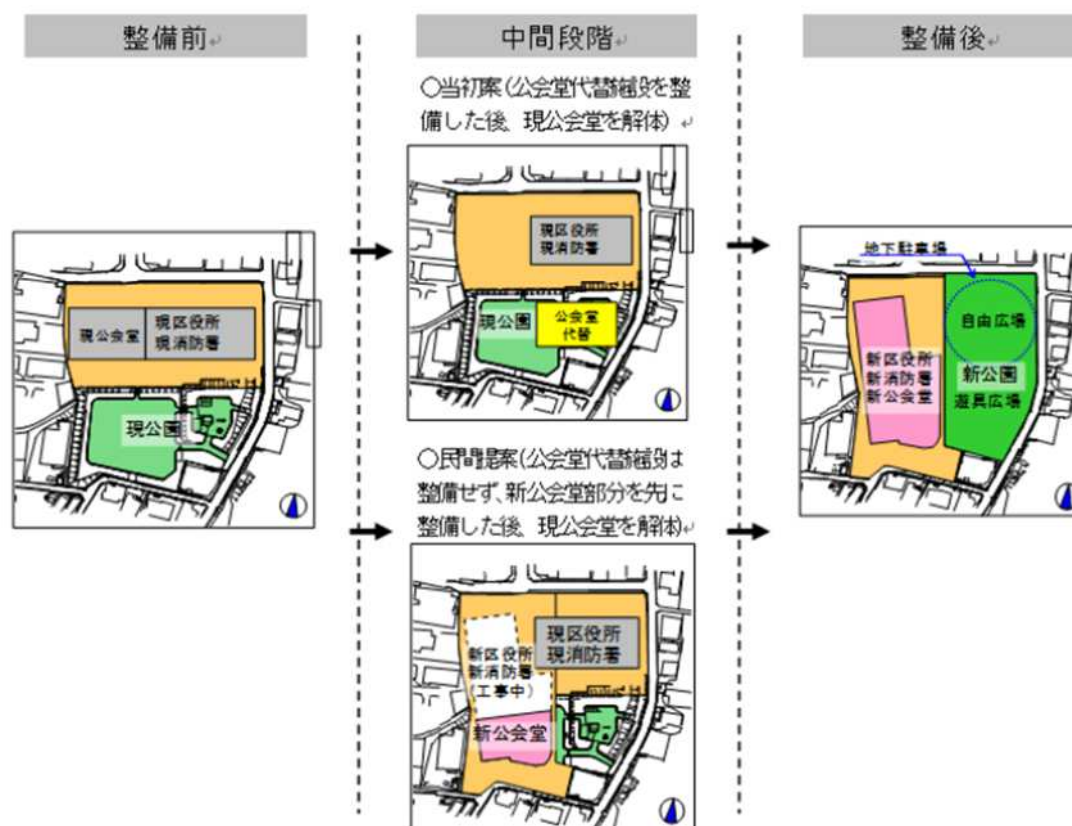 整備前
中間段階
整備後
○当初案(公会堂代替施設を整
備した後、現公会堂を解体)
現区役所
現消防署
現公園
公会堂
代替
現公会堂
現区役所
現消防署
現公園
地下駐車場
自由広場
新公園
遊具広場
新区役所
新消防署
新公会堂
○民間提案(公会堂代替施設は
整備せず、新公会堂部分を先に
整備した後、現公会堂を解体)
現区役所
現消防署
新区役所
新消防署
(工事中)
新公会堂